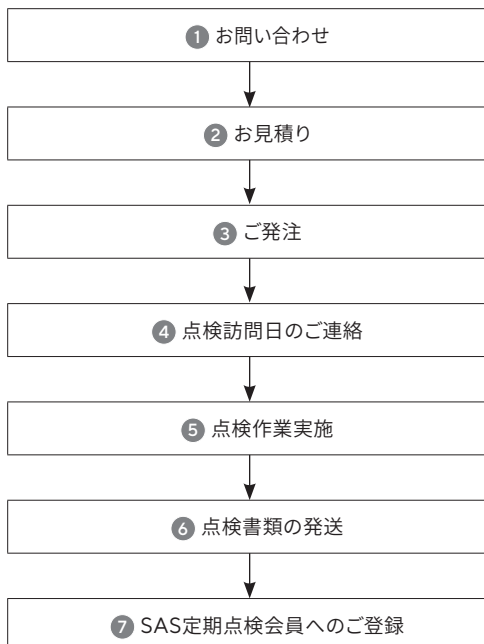 1 お問い合わせ
2 お見積り
3 ご発注
4 点検訪問日のご連絡
5 点検作業実施
6 点検書類の発送
7 SAS定期点検会員へのご登録